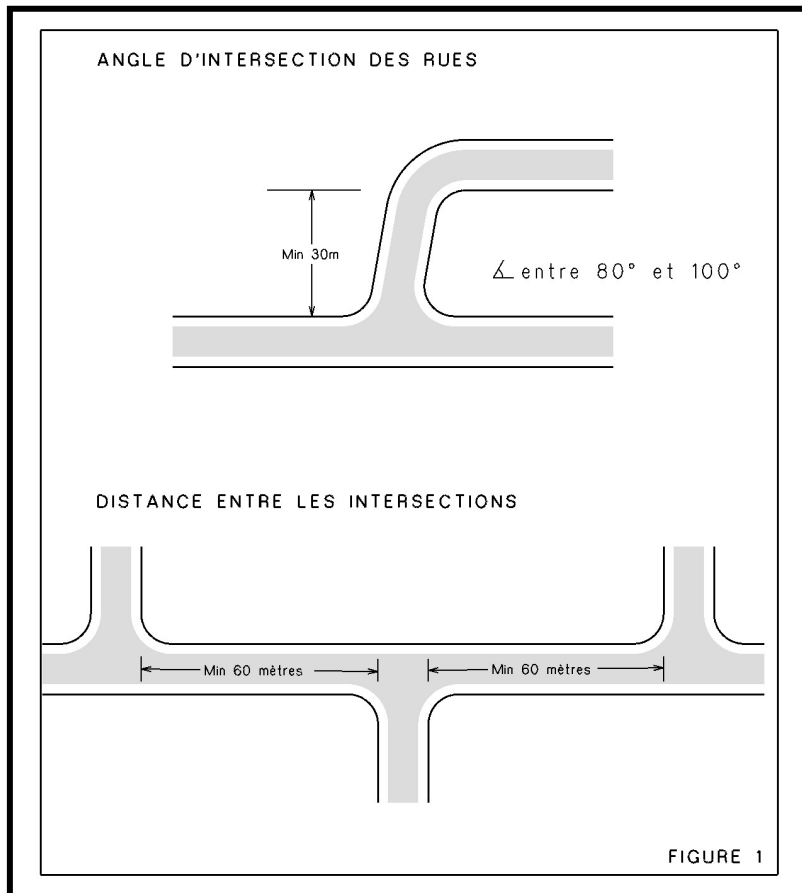 ANGLE D'INTERSECTION DES RUES
Min 30m
∡ entre 80° et 100°
DISTANCE ENTRE LES INTERSECTIONS
Min 60 mètres
Min 60 mètres
FIGURE 1